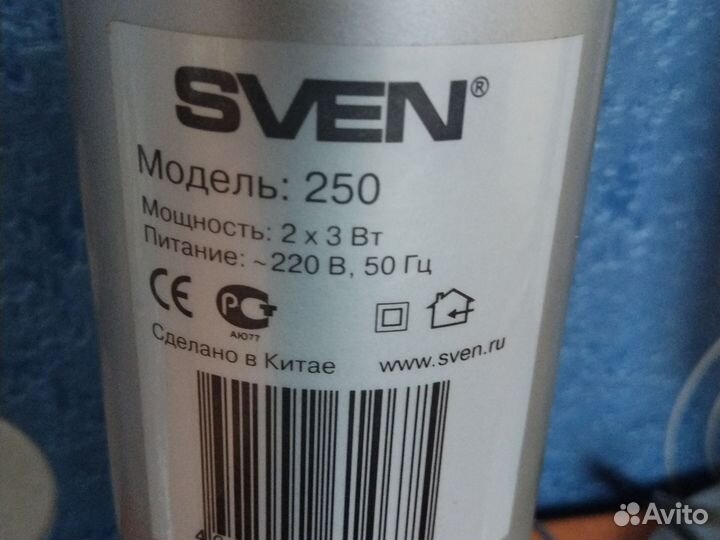 SVEN®
Модель: 250
Мощность: 2 x 3 Вт
Питание: ~220 В, 50 Гц
CE РСТ
АЮ77
Сделано в Китае www.sven.ru
Avito